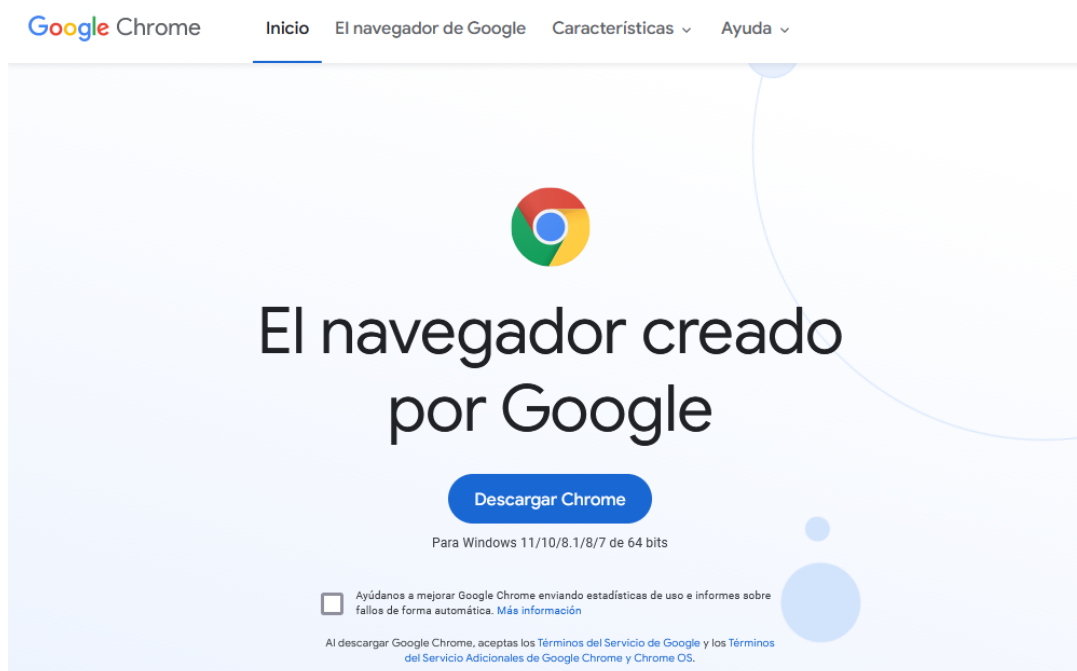 Google Chrome Inicio El navegador de Google Características Ayuda
El navegador creado
por Google
Descargar Chrome
Para Windows 11/10/8.1/8/7 de 64 bits
Ayúdanos a mejorar Google Chrome enviando estadísticas de uso e informes sobre
fallos de forma automática. Más información
Al descargar Google Chrome, aceptas los Términos del Servicio de Google y los Términos
del Servicio Adicionales de Google Chrome y Chrome OS.